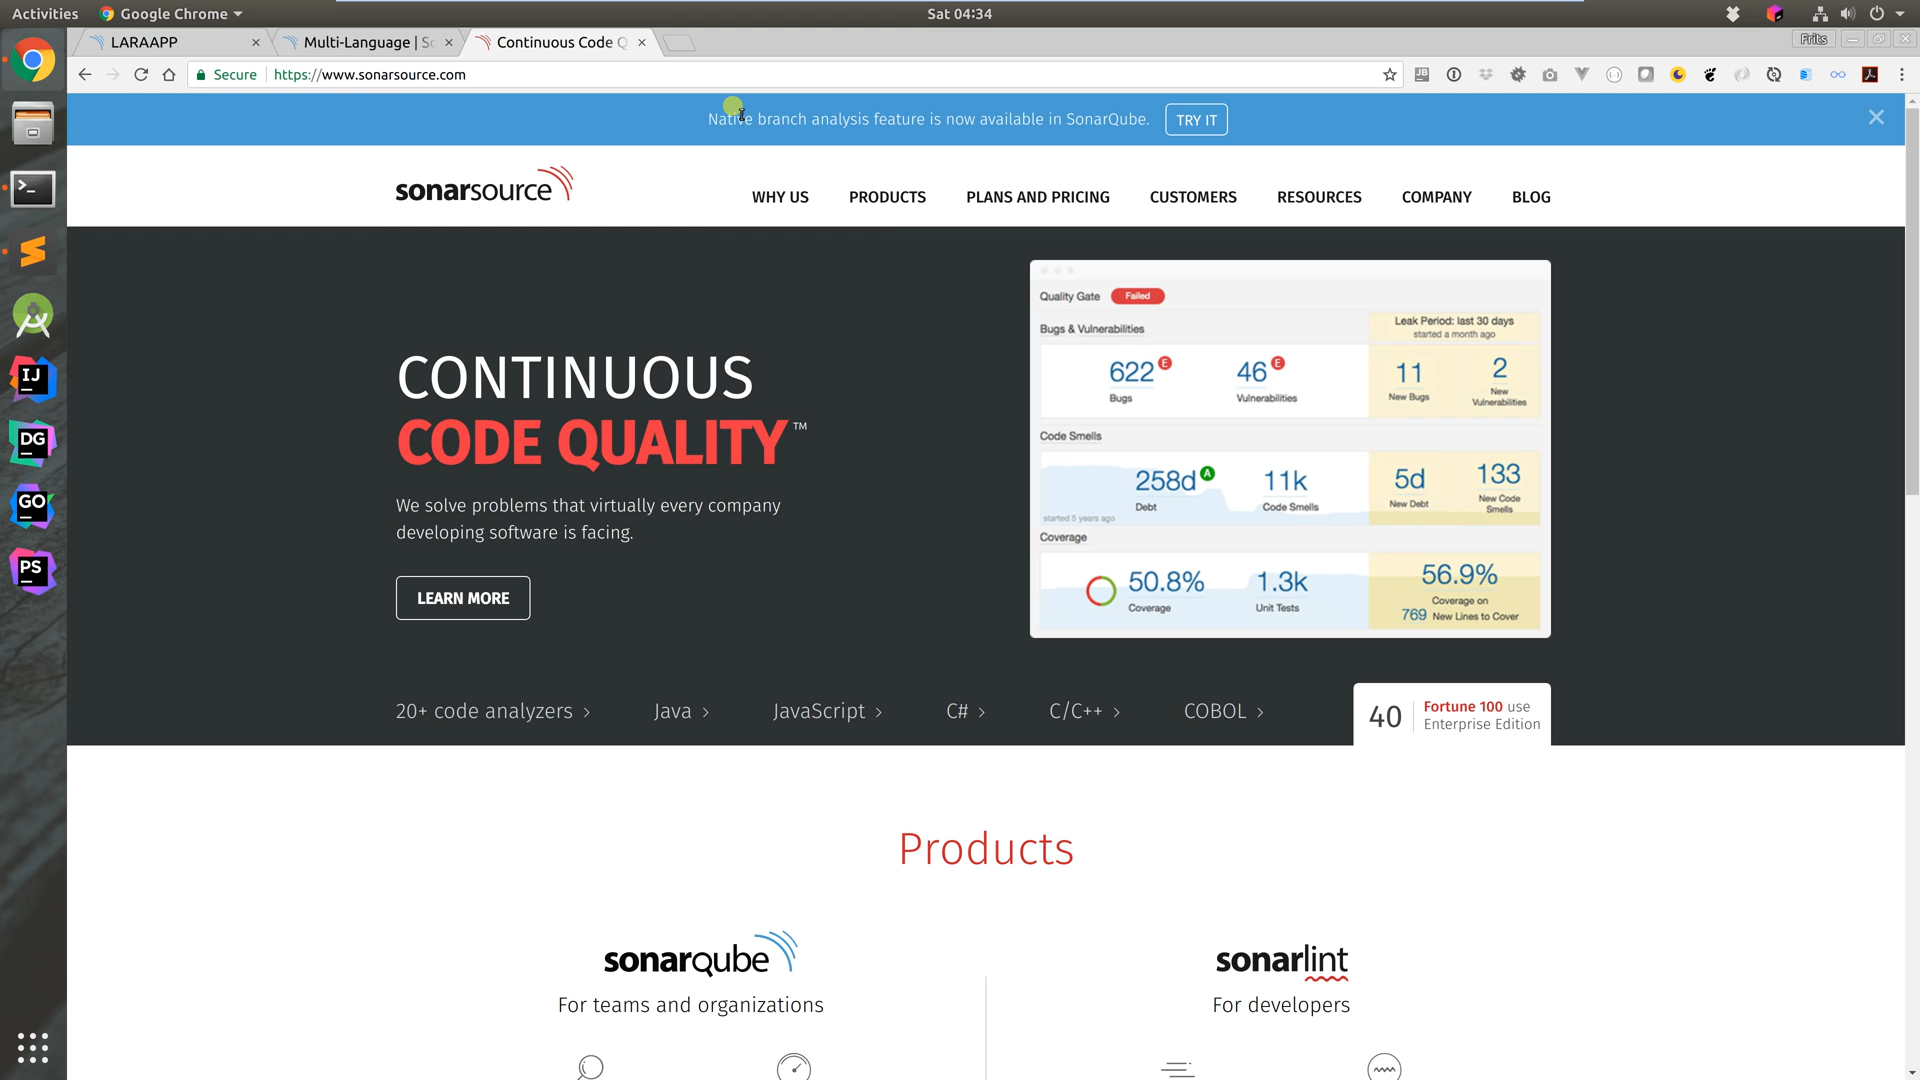 Activities
Google Chrome
Sat 04:34
LARAAPP
Multi-Language | So
Continuous Code Q
Frits
Secure
https://www.sonarsource.com
Native branch analysis feature is now available in SonarQube.
TRY IT
sonarsource
WHY US
PRODUCTS
PLANS AND PRICING
CUSTOMERS
RESOURCES
COMPANY
BLOG
CONTINUOUS
CODE QUALITY™
We solve problems that virtually every company
developing software is facing.
LEARN MORE
Quality Gate
Failed
Bugs & Vulnerabilities
Leak Period: last 30 days
started a month ago
622 E
Bugs
46 E
Vulnerabilities
11
New Bugs
2
New
Vulnerabilities
Code Smells
258d A
Debt
started 5 years ago
11k
Code Smells
5d
New Debt
133
New Code
Smells
Coverage
50.8%
Coverage
1.3k
Unit Tests
56.9%
Coverage on
769 New Lines to Cover
20+ code analyzers >
Java >
JavaScript >
C# >
C/C++ >
COBOL >
40
Fortune 100 use
Enterprise Edition
Products
sonarqube
For teams and organizations
sonarlint
For developers
IJ
DG
GO
PS
JB